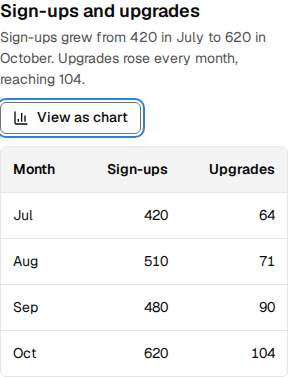 Sign-ups and upgrades
Sign-ups grew from 420 in July to 620 in
October. Upgrades rose every month,
reaching 104.
View as chart
Month Sign-ups Upgrades
Jul 420 64
Aug 510 71
Sep 480 90
Oct 620 104